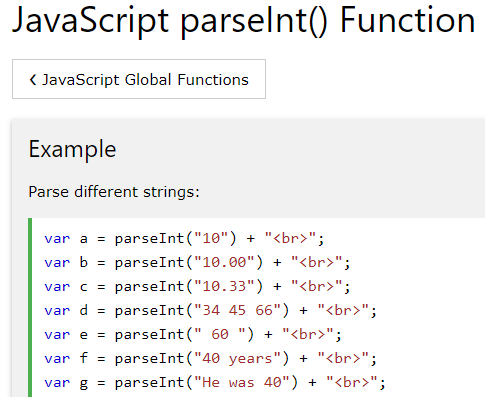 JavaScript parseInt() Function
❮ JavaScript Global Functions
Example
Parse different strings:
var a = parseInt("10") + "<br>";
var b = parseInt("10.00") + "<br>";
var c = parseInt("10.33") + "<br>";
var d = parseInt("34 45 66") + "<br>";
var e = parseInt(" 60 ") + "<br>";
var f = parseInt("40 years") + "<br>";
var g = parseInt("He was 40") + "<br>";